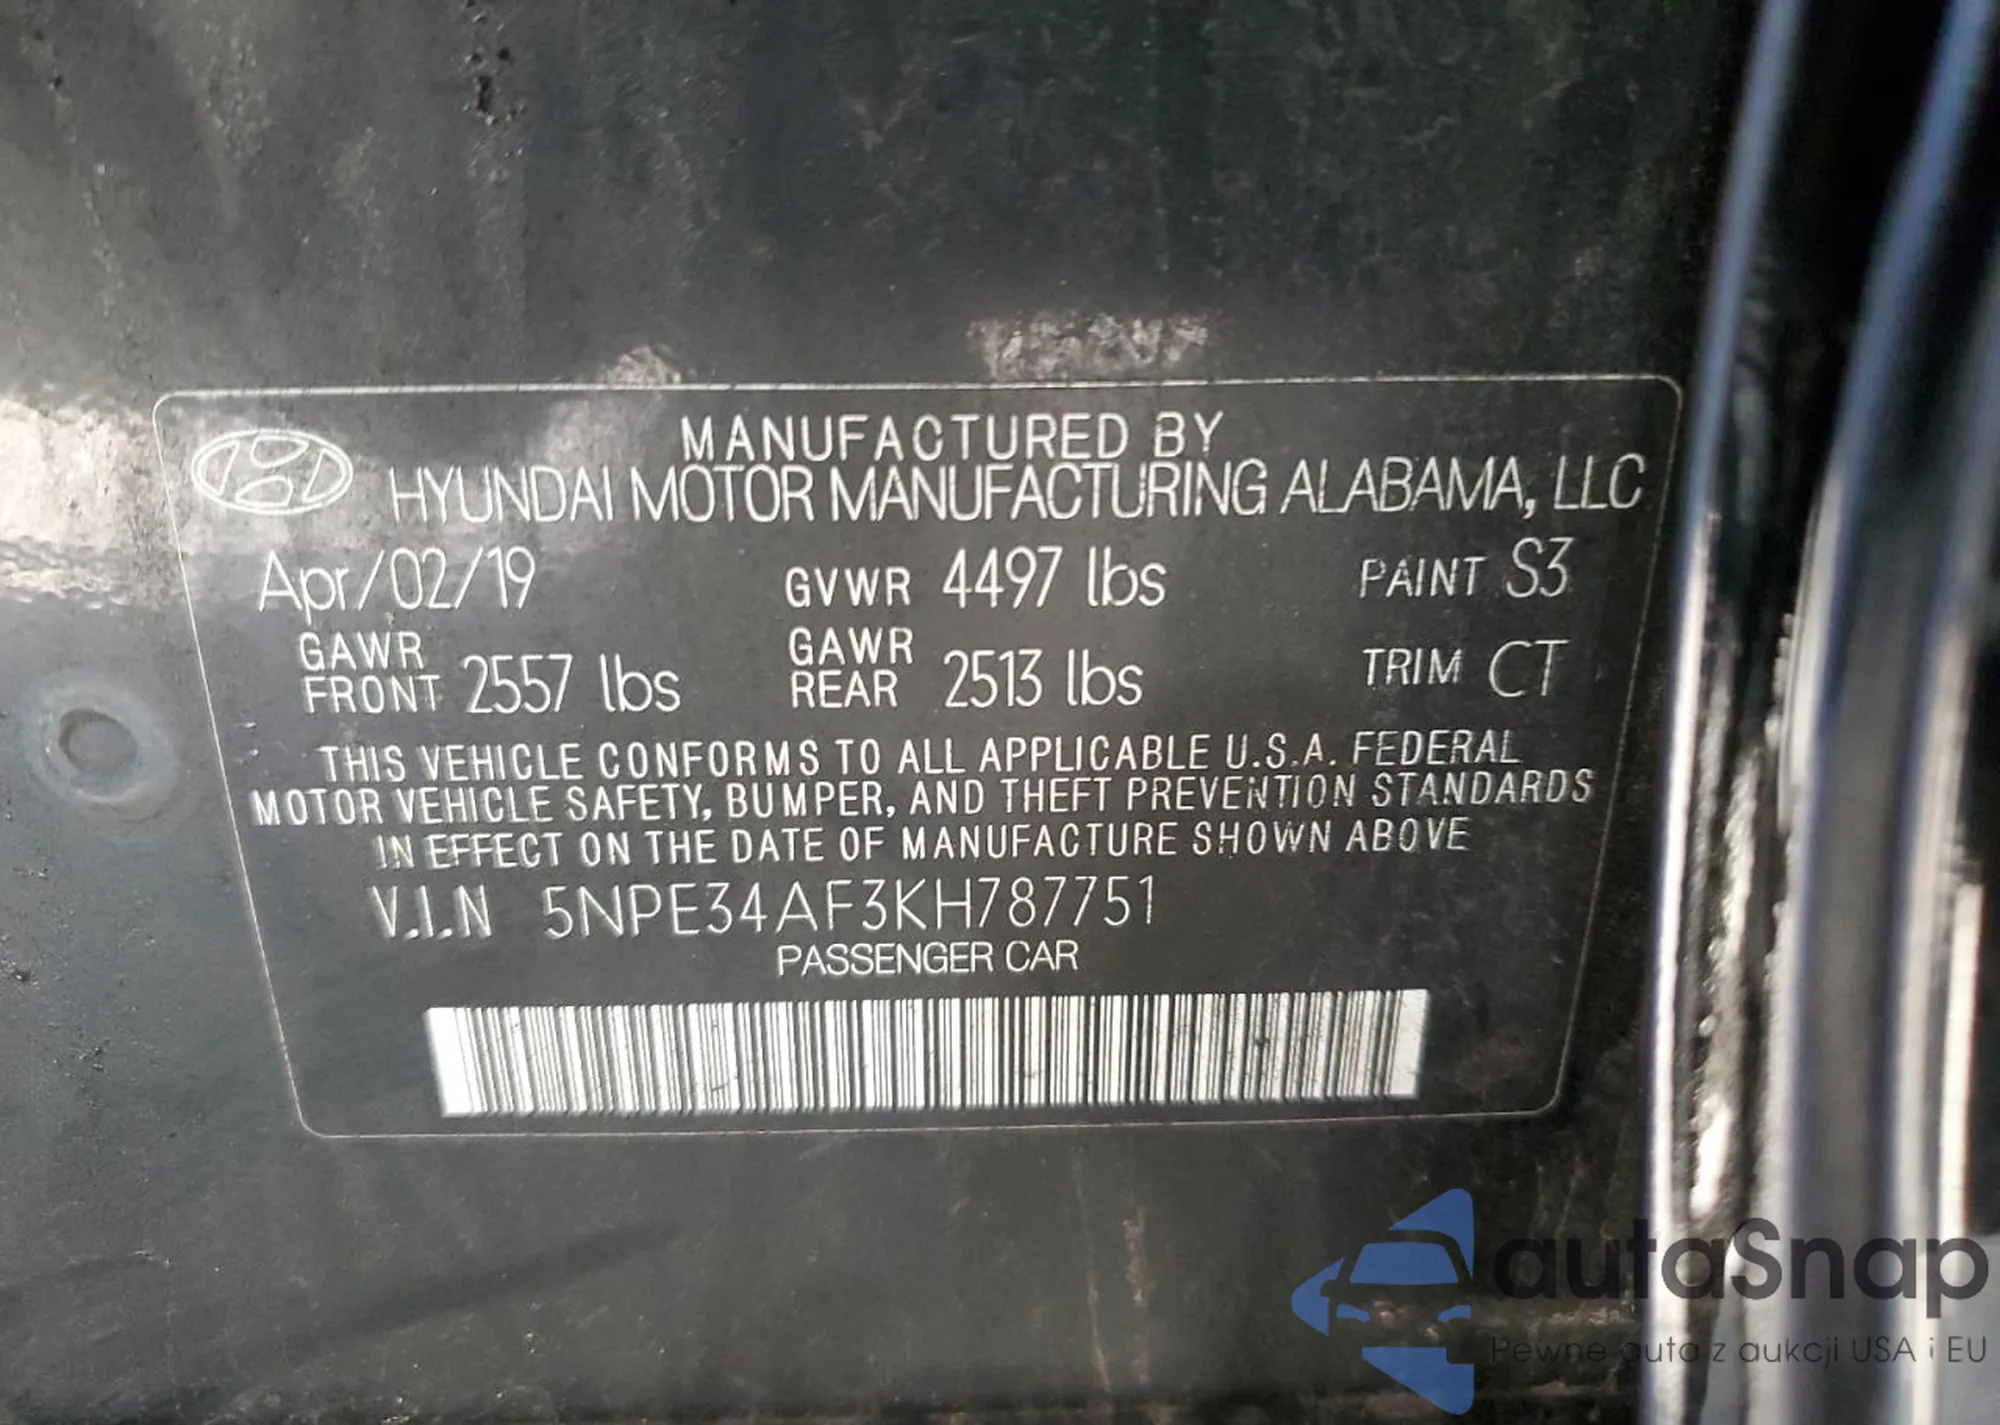 MANUFACTURED BY
HYUNDAI MOTOR MANUFACTURING ALABAMA, LLC
Apr/02/19 GVWR 4497 lbs PAINT S3
GAWR FRONT 2557 lbs GAWR REAR 2513 lbs TRIM CT
THIS VEHICLE CONFORMS TO ALL APPLICABLE U.S.A. FEDERAL
MOTOR VEHICLE SAFETY, BUMPER, AND THEFT PREVENTION STANDARDS
IN EFFECT ON THE DATE OF MANUFACTURE SHOWN ABOVE
V.I.N 5NPE34AF3KH787751
PASSENGER CAR
autaSnap
Pewne auta z aukcji USA i EU